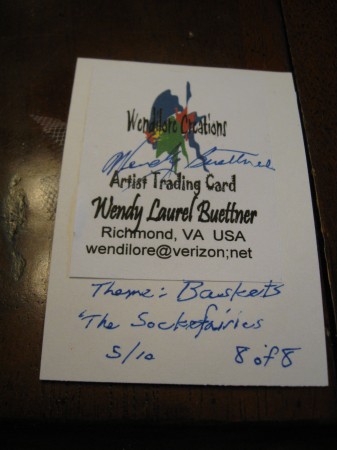 Wendilore Creations
Wendy Buettner
Artist Trading Card
Wendy Laurel Buettner
Richmond, VA USA
wendilore@verizon;net
Theme: Baskets
"The Sockfairies
5/10 8 of 8